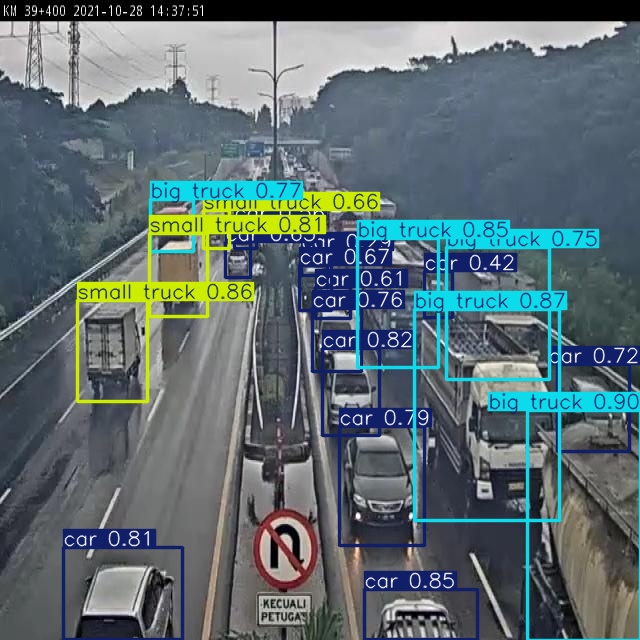 KM 39+400 2021-10-28 14:37:51
big truck 0.77
small truck 0.66
small truck 0.81
big truck 0.85
big truck 0.75
car 0.67
car 0.42
car 0.61
small truck 0.86
car 0.76
big truck 0.87
car 0.82
car 0.72
big truck 0.90
car 0.79
car 0.81
car 0.85
KECUALI
PETUGAS